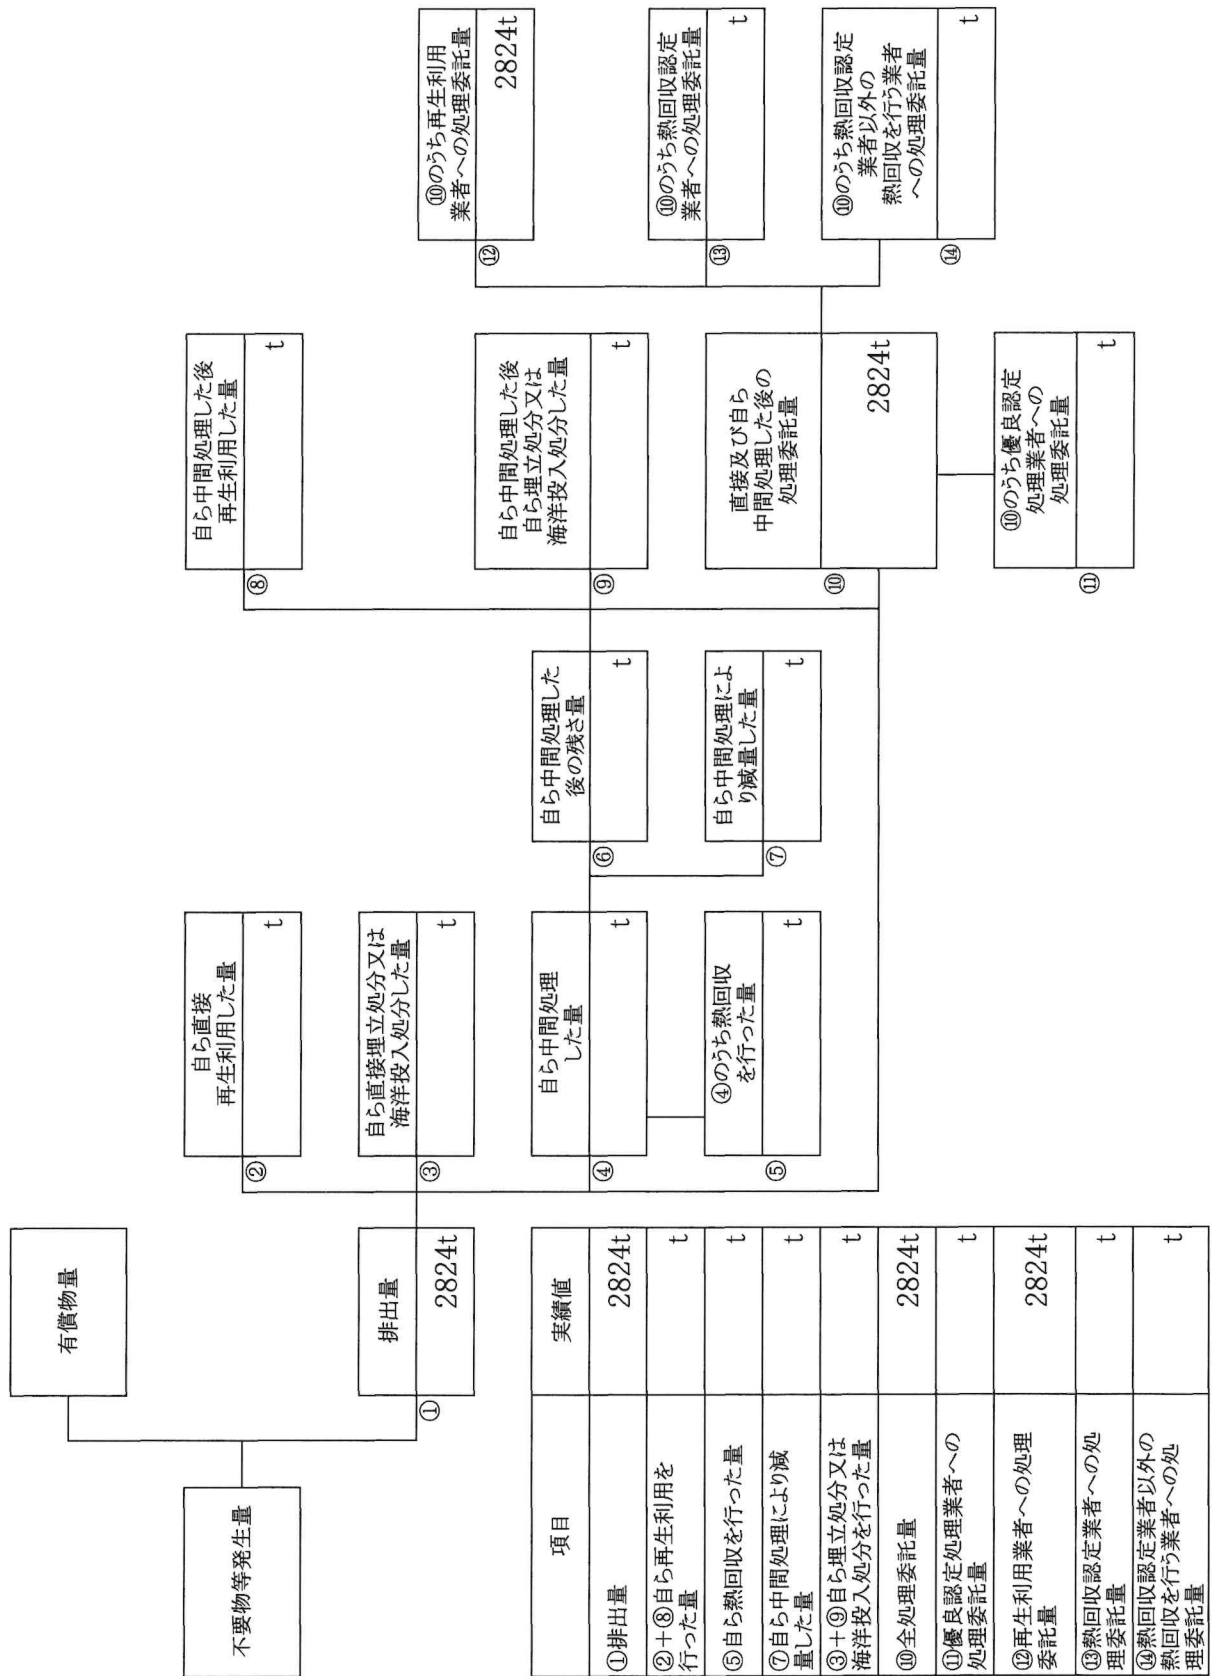 不要物等発生量
有償物量
①
排出量
2824t
②
自ら直接
再生利用した量
t
③
自ら直接埋立処分又は
海洋投入処分した量
t
④
自ら中間処理
した量
t
⑤
④のうち熱回収
を行った量
t
⑥
自ら中間処理した
後の残さ量
t
⑦
自ら中間処理によ
り減量した量
t
⑧
自ら中間処理した後
再生利用した量
t
⑨
自ら中間処理した後
自ら埋立処分又は
海洋投入処分した量
t
⑩
直接及び自ら
中間処理した後の
処理委託量
2824t
⑪
⑩のうち優良認定
処理業者への
処理委託量
t
⑫
⑩のうち再生利用
業者への処理委託量
2824t
⑬
⑩のうち熱回収認定
業者への処理委託量
t
⑭
⑩のうち熱回収認定
業者以外の
熱回収を行う業者
への処理委託量
t
項目 実績値
①排出量 2824t
②+⑧自ら再生利用を
行った量
t
⑤自ら熱回収を行った量 t
⑦自ら中間処理により減
量した量
t
③+⑨自ら埋立処分又は
海洋投入処分を行った量
t
⑩全処理委託量 2824t
⑪優良認定処理業者への
処理委託量
t
⑫再生利用業者への処理
委託量
2824t
⑬熱回収認定業者への処
理委託量
t
⑭熱回収認定業者以外の
熱回収を行う業者への処
理委託量
t